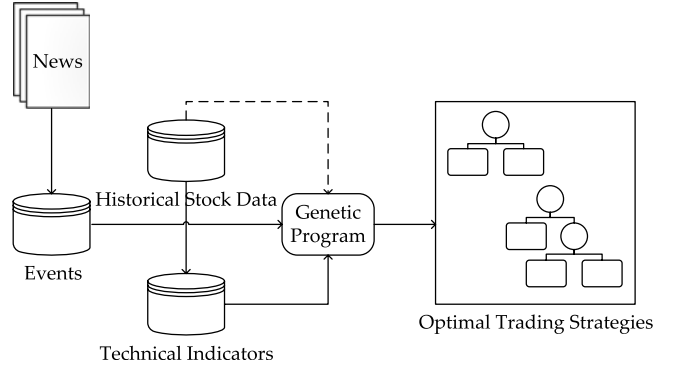 News
Historical Stock Data
Genetic
Program
Events
Optimal Trading Strategies
Technical Indicators